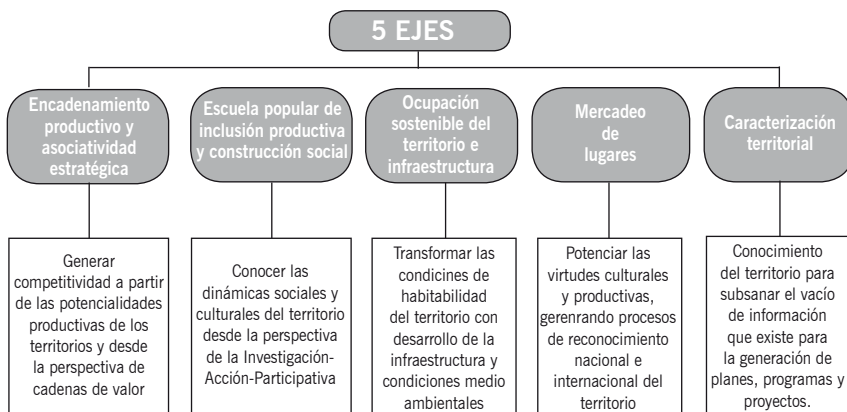 5 EJES
Encadenamiento
productivo y
asociatividad
estratégica
Escuela popular de
inclusión productiva
y construcción social
Ocupación
sostenible del
territorio e
infraestructura
Mercadeo
de
lugares
Caracterización
territorial
Generar
competitividad a partir
de las potencialidades
productivas de los
territorios y desde
la perspectiva de
cadenas de valor
Conocer las
dinámicas sociales y
culturales del territorio
desde la perspectiva
de la Investigación-
Acción-Participativa
Transformar las
condicines de
habitabilidad
del territorio con
desarrollo de la
infraestructura y
condiciones medio
ambientales
Potenciar las
virtudes culturales
y productivas,
gerenrando procesos
de reconocimiento
nacional e
internacional del
territorio
Conocimiento
del territorio para
subsanar el vacío
de información
que existe para
la generación de
planes, programas y
proyectos.